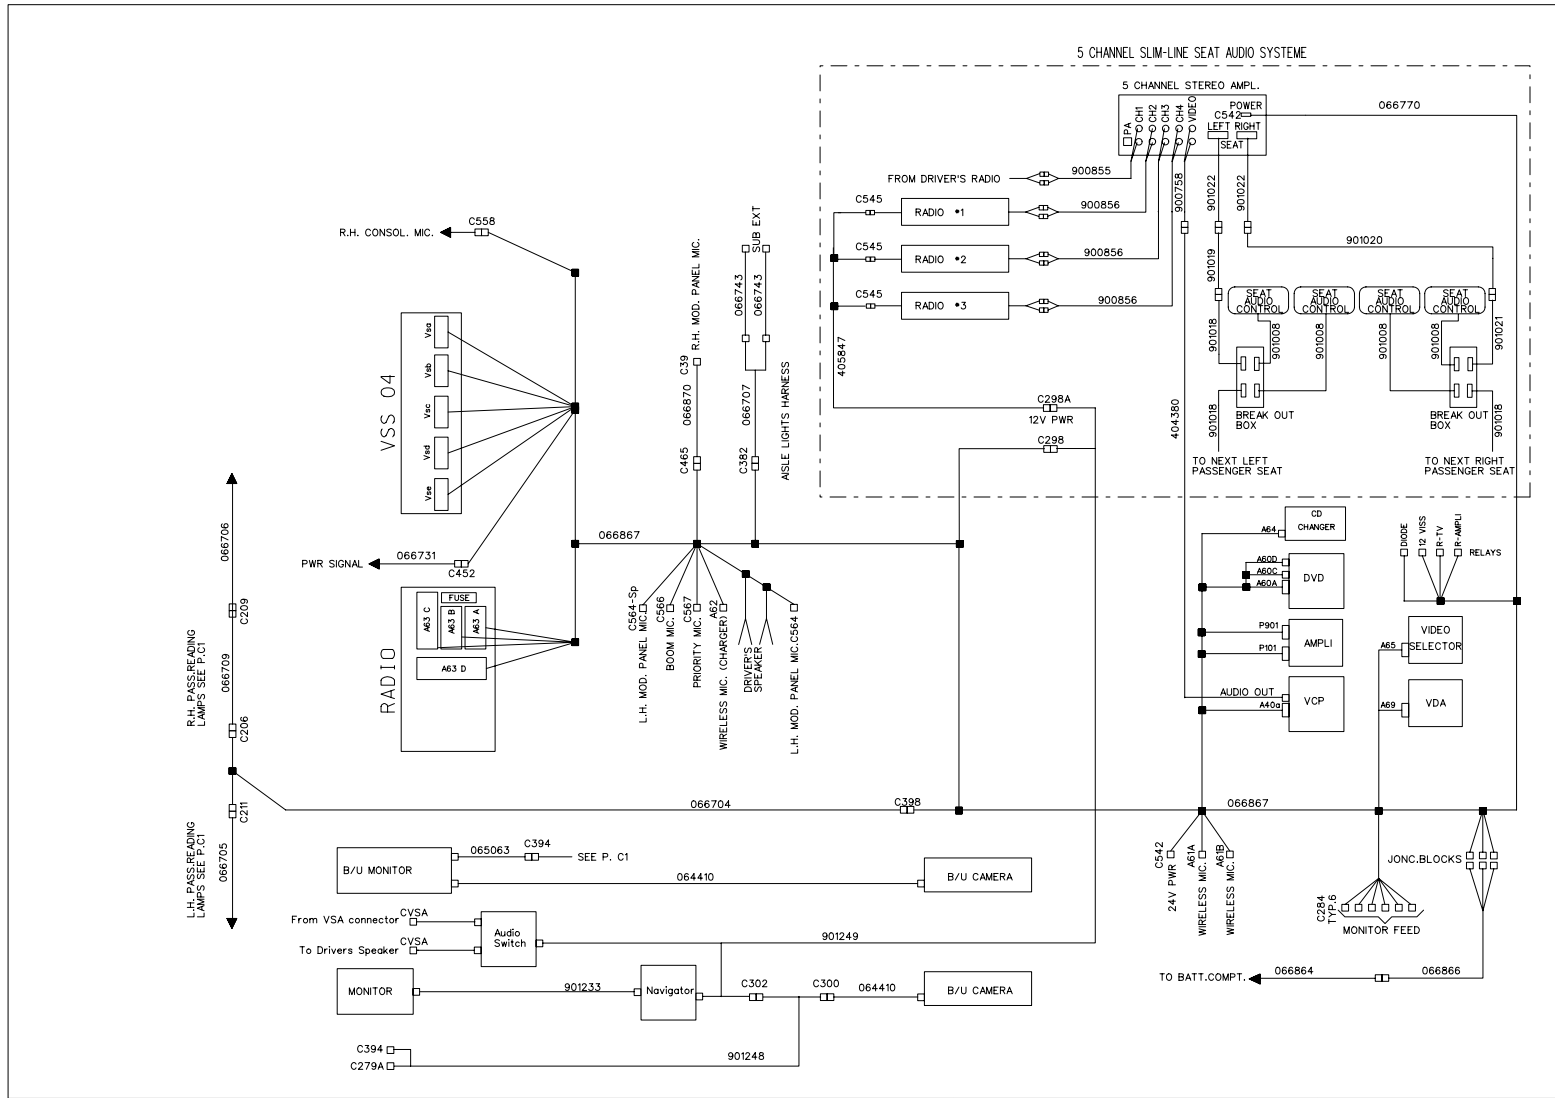 5 CHANNEL SLIM-LINE SEAT AUDIO SYSTEME
5 CHANNEL STEREO AMPL.
POWER
C542
LEFT RIGHT
SEAT
PA
CH1
CH2
CH3
CH4
VIDEO
066770
FROM DRIVER'S RADIO
900855
C545
RADIO •1
900856
C545
RADIO •2
900856
C545
RADIO •3
900856
900758
901022
901022
901019
901020
901018
901008
901008
901008
901008
901021
SEAT
AUDIO
CONTROL
SEAT
AUDIO
CONTROL
SEAT
AUDIO
CONTROL
SEAT
AUDIO
CONTROL
BREAK OUT
BOX
BREAK OUT
BOX
901018
901018
TO NEXT LEFT
PASSENGER SEAT
TO NEXT RIGHT
PASSENGER SEAT
405847
404380
C298A
12V PWR
C298
C558
R.H. CONSOL. MIC.
VSS 04
Vsa
Vsb
Vsc
Vsd
Vse
PWR SIGNAL
066731
C452
RADIO
FUSE
A63 C
A63 B
A63 A
A63 D
R.H. MOD. PANEL MIC.
C39
066870
C465
SUB EXT
066743
066743
066707
C382
AISLE LIGHTS HARNESS
066867
C564-Sp
L.H. MOD. PANEL MIC.
C566
BOOM MIC.
C567
PRIORITY MIC.
A62
WIRELESS MIC. (CHARGER)
DRIVER'S
SPEAKER
L.H. MOD. PANEL MIC.C564
066706
C209
066709
R.H. PASS.READING
LAMPS SEE P.C1
C206
C211
066705
L.H. PASS.READING
LAMPS SEE P.C1
066704
C398
066867
A64
CD
CHANGER
A60D
A60C
A60A
DVD
P901
P101
AMPLI
AUDIO OUT
A40a
VCP
DIODE
12 VISS
R-TV
R-AMPLI
RELAYS
A65
VIDEO
SELECTOR
A69
VDA
C542
24V PWR
A61A
WIRELESS MIC.
A61B
WIRELESS MIC.
C284
TYP.6
MONITOR FEED
JONC.BLOCKS
TO BATT.COMPT.
066864
066866
B/U MONITOR
065063
C394
SEE P. C1
064410
B/U CAMERA
From VSA connector
CVSA
To Drivers Speaker
CVSA
Audio
Switch
901249
MONITOR
901233
Navigator
C302
C300
064410
B/U CAMERA
C394
C279A
901248